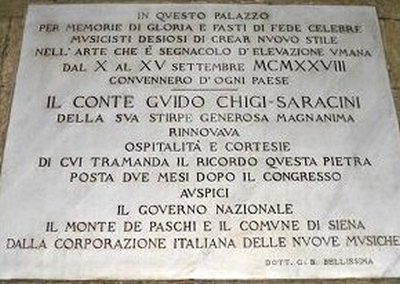 IN QVESTO PALAZZO
PER MEMORIE DI GLORIA E FASTI DI FEDE CELEBRE
MVSICISTI DESIOSI DI CREAR NVOVO STILE
NELL'ARTE CHE È SEGNACOLO D'ELEVAZIONE VMANA
DAL X AL XV SETTEMBRE MCMXXVIII
CONVENNERO D'OGNI PAESE
IL CONTE GVIDO CHIGI-SARACINI
DELLA SVA STIRPE GENEROSA MAGNANIMA
RINNOVAVA
OSPITALITÀ E CORTESIE
DI CVI TRAMANDA IL RICORDO QVESTA PIETRA
POSTA DVE MESI DOPO IL CONGRESSO
AVSPICI
IL GOVERNO NAZIONALE
IL MONTE DE PASCHI E IL COMVNE DI SIENA
DALLA CORPORAZIONE ITALIANA DELLE NVOVE MVSICHE
DOTT. G. B. BELLISSIMA